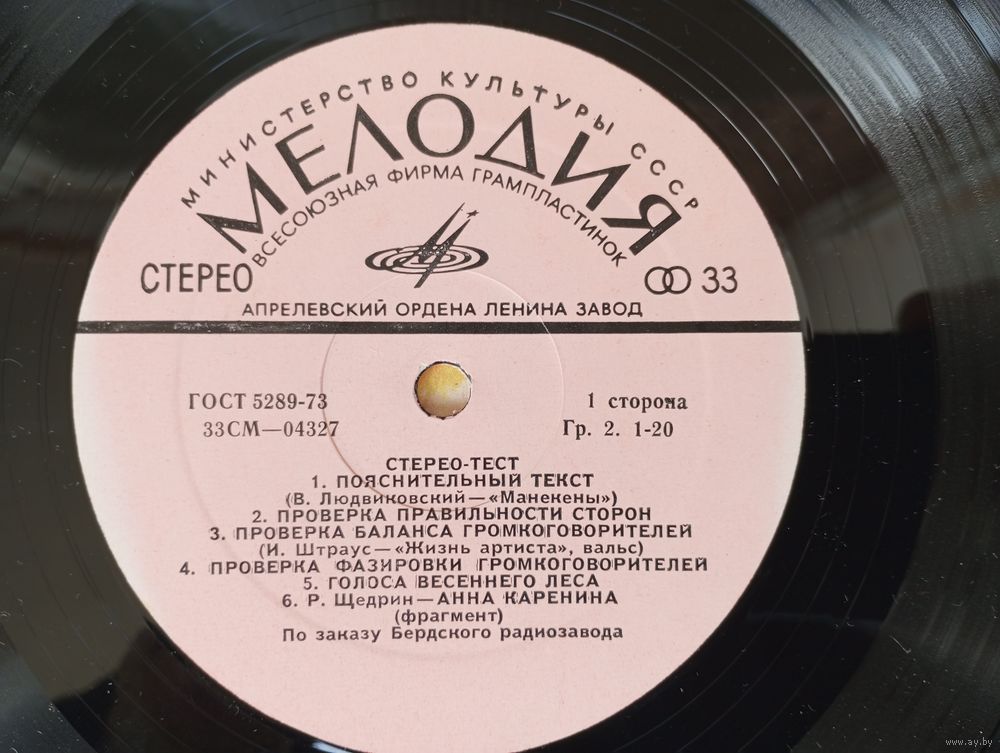 МИНИСТЕРСТВО КУЛЬТУРЫ СССР
МЕЛОДИЯ
ВСЕСОЮЗНАЯ ФИРМА ГРАМПЛАСТИНОК
СТЕРЕО
33
АПРЕЛЕВСКИЙ ОРДЕНА ЛЕНИНА ЗАВОД
ГОСТ 5289-73
1 сторона
33СМ—04327
Гр. 2. 1-20
СТЕРЕО-ТЕСТ
1. ПОЯСНИТЕЛЬНЫЙ ТЕКСТ
(В. Людвиковский—«Манекены»)
2. ПРОВЕРКА ПРАВИЛЬНОСТИ СТОРОН
3. ПРОВЕРКА БАЛАНСА ГРОМКОГОВОРИТЕЛЕЙ
(И. Штраус—«Жизнь артиста», вальс)
4. ПРОВЕРКА ФАЗИРОВКИ ГРОМКОГОВОРИТЕЛЕЙ
5. ГОЛОСА ВЕСЕННЕГО ЛЕСА
6. Р. Щедрин—АННА КАРЕНИНА
(фрагмент)
По заказу Бердского радиозавода
www.ay.by